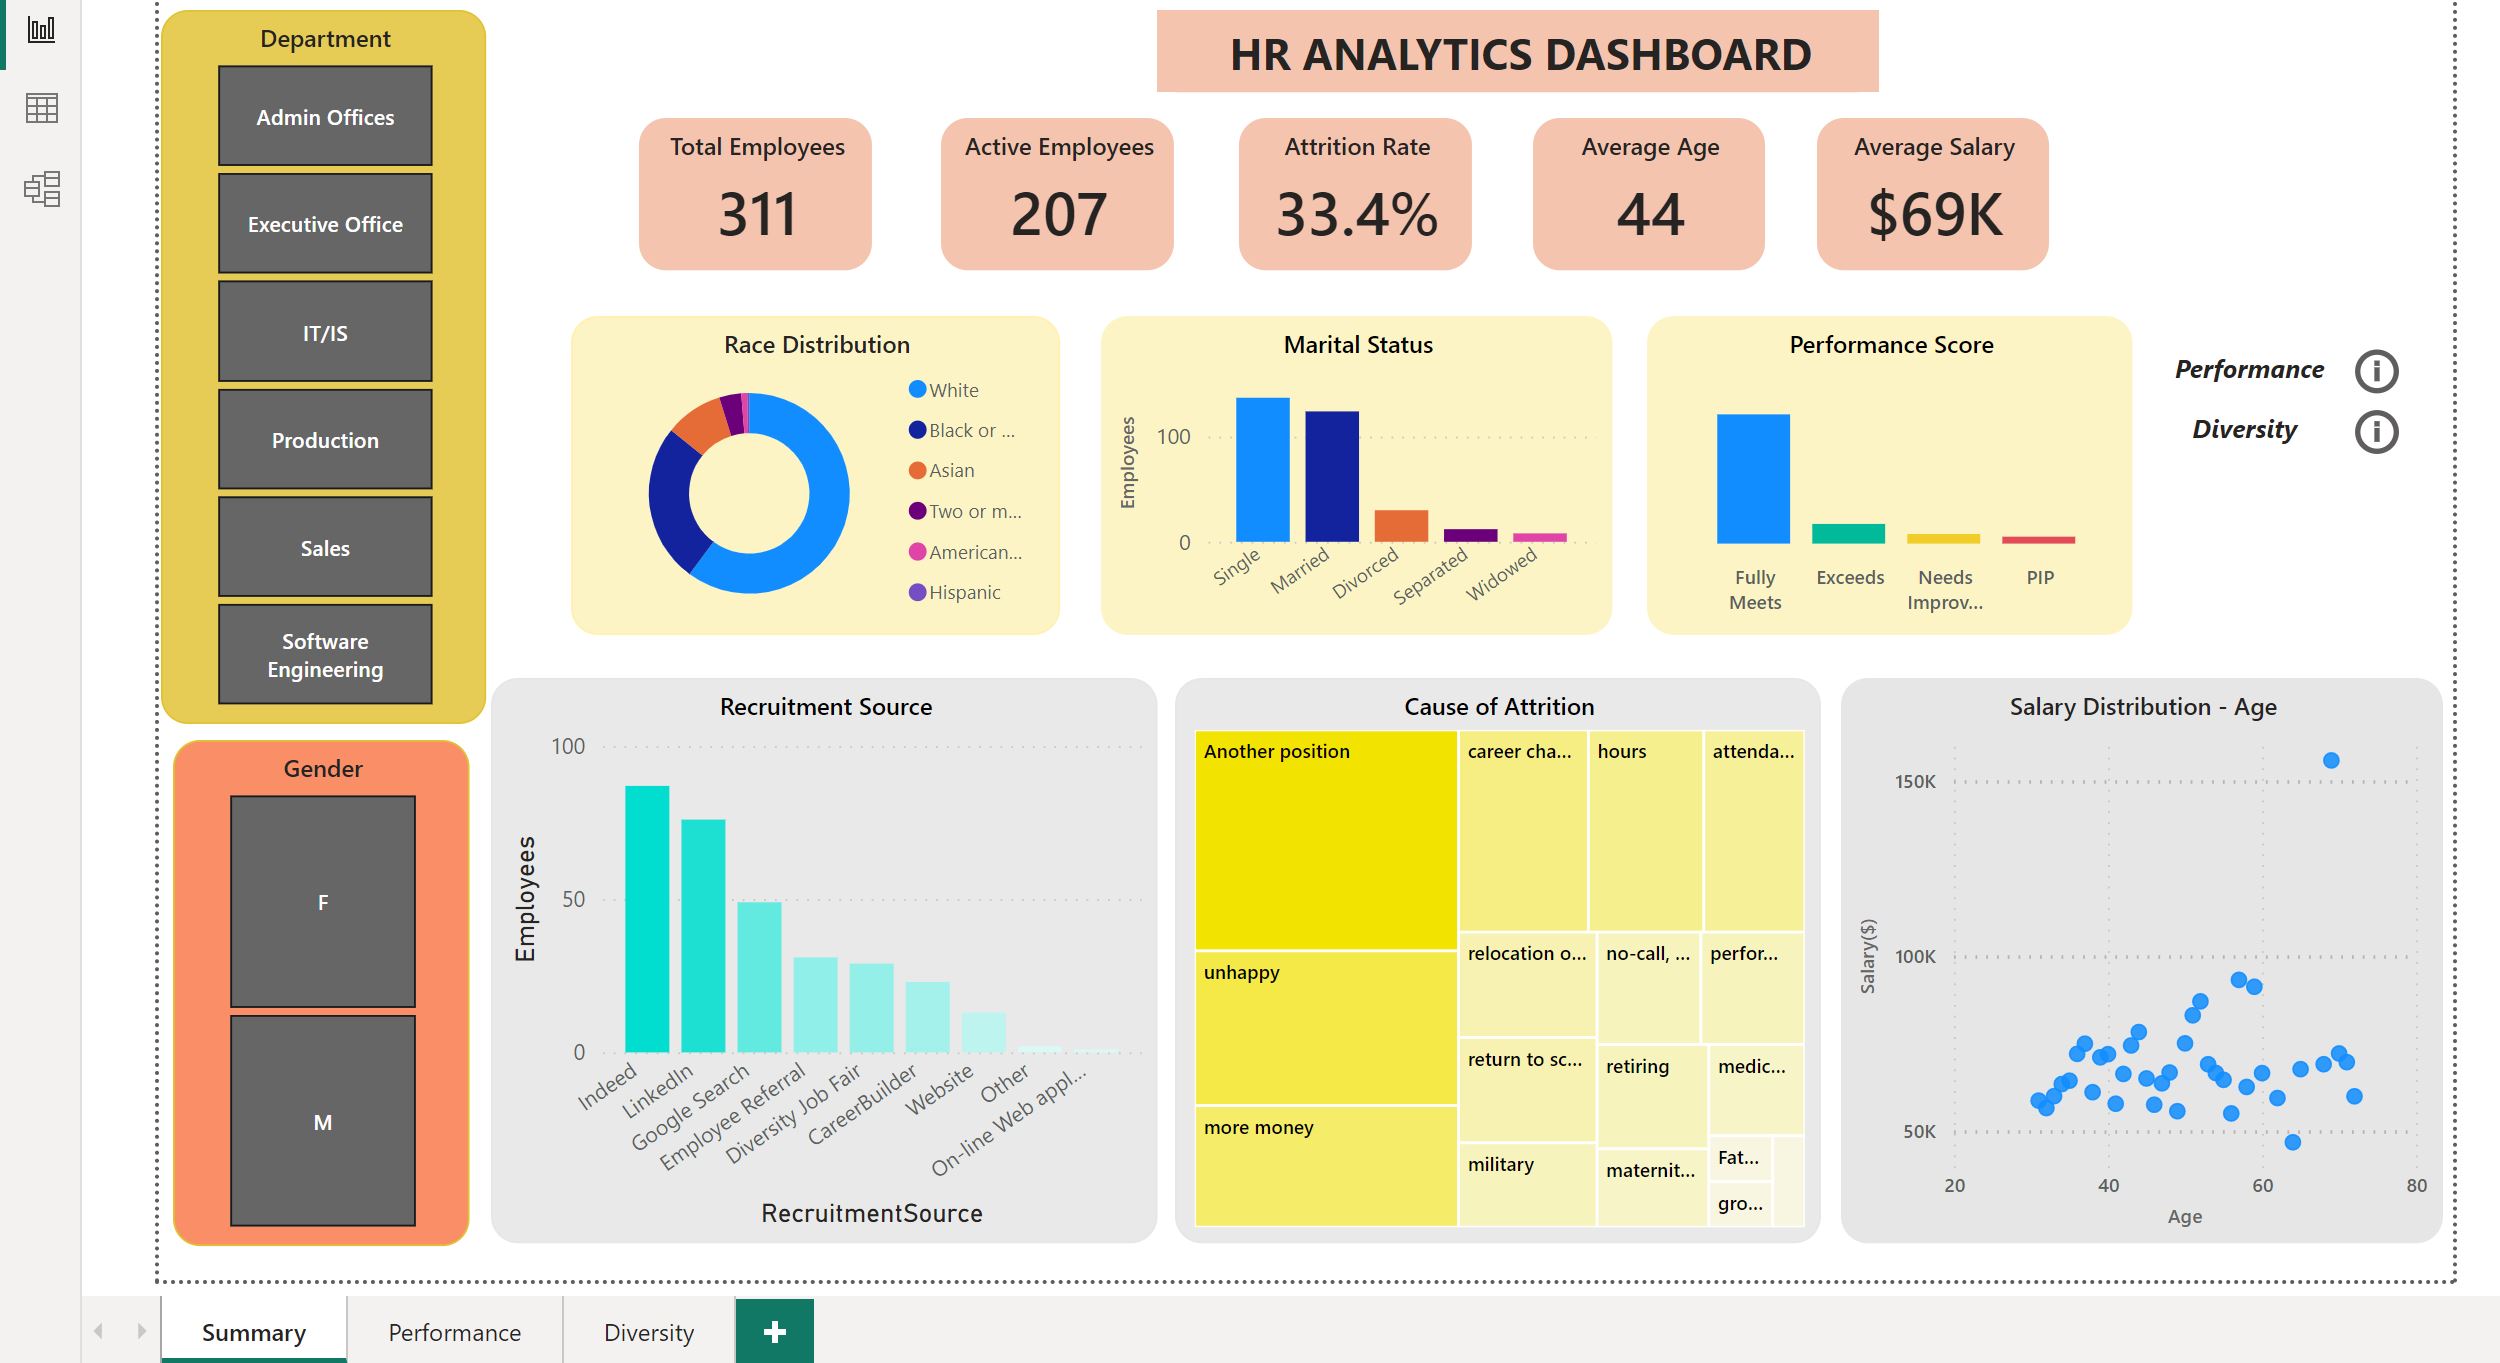 Department
Admin Offices
Executive Office
IT/IS
Production
Sales
Software
Engineering
Gender
F
M
HR ANALYTICS DASHBOARD
Total Employees
311
Active Employees
207
Attrition Rate
33.4%
Average Age
44
Average Salary
$69K
Race Distribution
White
Black or ...
Asian
Two or m...
American...
Hispanic
Marital Status
Employees
100
0
Single
Married
Divorced
Separated
Widowed
Performance Score
Fully
Meets
Exceeds
Needs
Improv...
PIP
Performance
Diversity
Recruitment Source
Employees
100
50
0
Indeed
LinkedIn
Google Search
Employee Referral
Diversity Job Fair
CareerBuilder
Website
Other
On-line Web appl...
RecruitmentSource
Cause of Attrition
Another position
unhappy
more money
career cha...
hours
attenda...
relocation o...
no-call, ...
perfor...
return to sc...
retiring
medic...
military
maternit...
Fat...
gro...
Salary Distribution - Age
Salary($)
150K
100K
50K
20
40
60
80
Age
Summary
Performance
Diversity